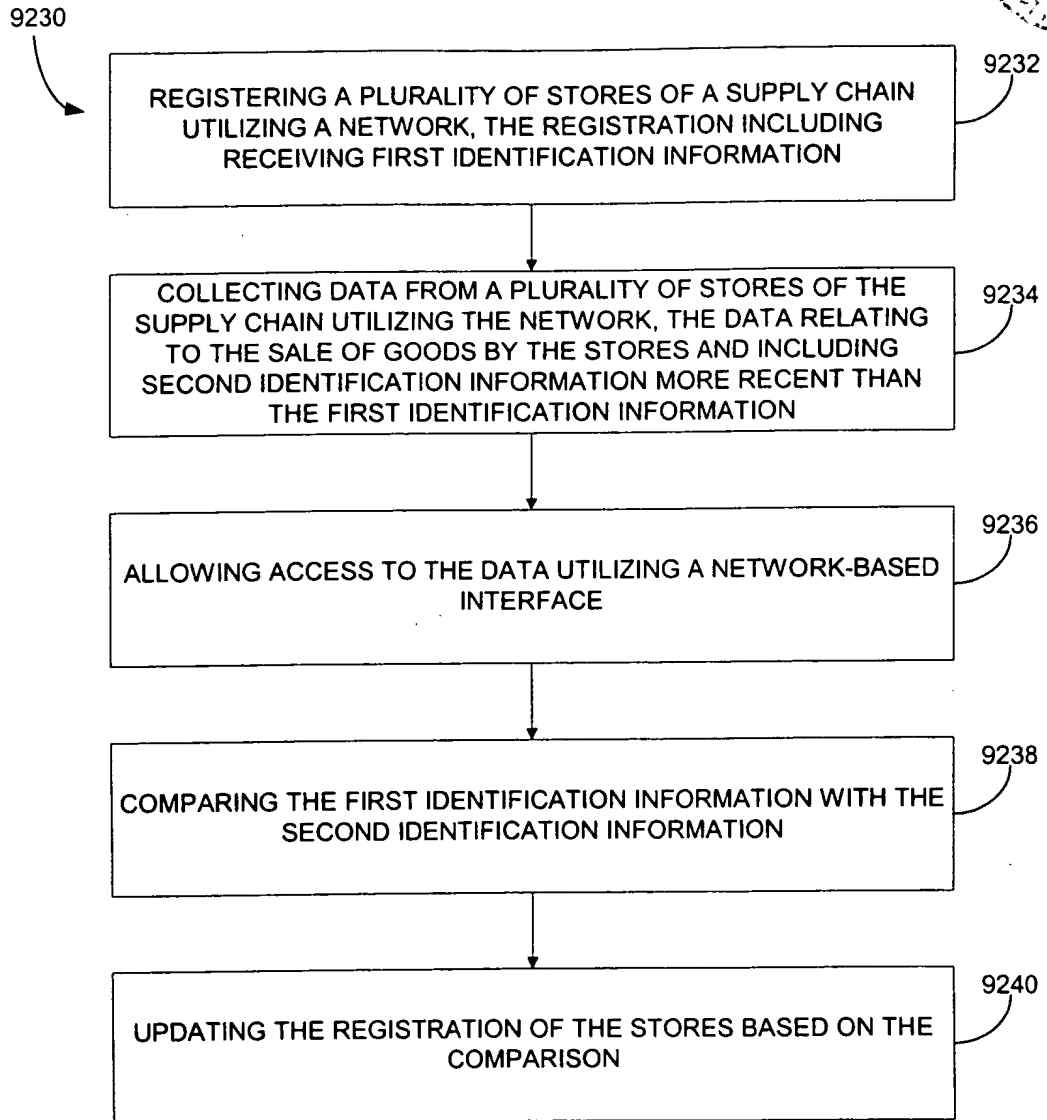 9230
9232
REGISTERING A PLURALITY OF STORES OF A SUPPLY CHAIN
UTILIZING A NETWORK, THE REGISTRATION INCLUDING
RECEIVING FIRST IDENTIFICATION INFORMATION
9234
COLLECTING DATA FROM A PLURALITY OF STORES OF THE
SUPPLY CHAIN UTILIZING THE NETWORK, THE DATA RELATING
TO THE SALE OF GOODS BY THE STORES AND INCLUDING
SECOND IDENTIFICATION INFORMATION MORE RECENT THAN
THE FIRST IDENTIFICATION INFORMATION
9236
ALLOWING ACCESS TO THE DATA UTILIZING A NETWORK-BASED
INTERFACE
9238
COMPARING THE FIRST IDENTIFICATION INFORMATION WITH THE
SECOND IDENTIFICATION INFORMATION
9240
UPDATING THE REGISTRATION OF THE STORES BASED ON THE
COMPARISON